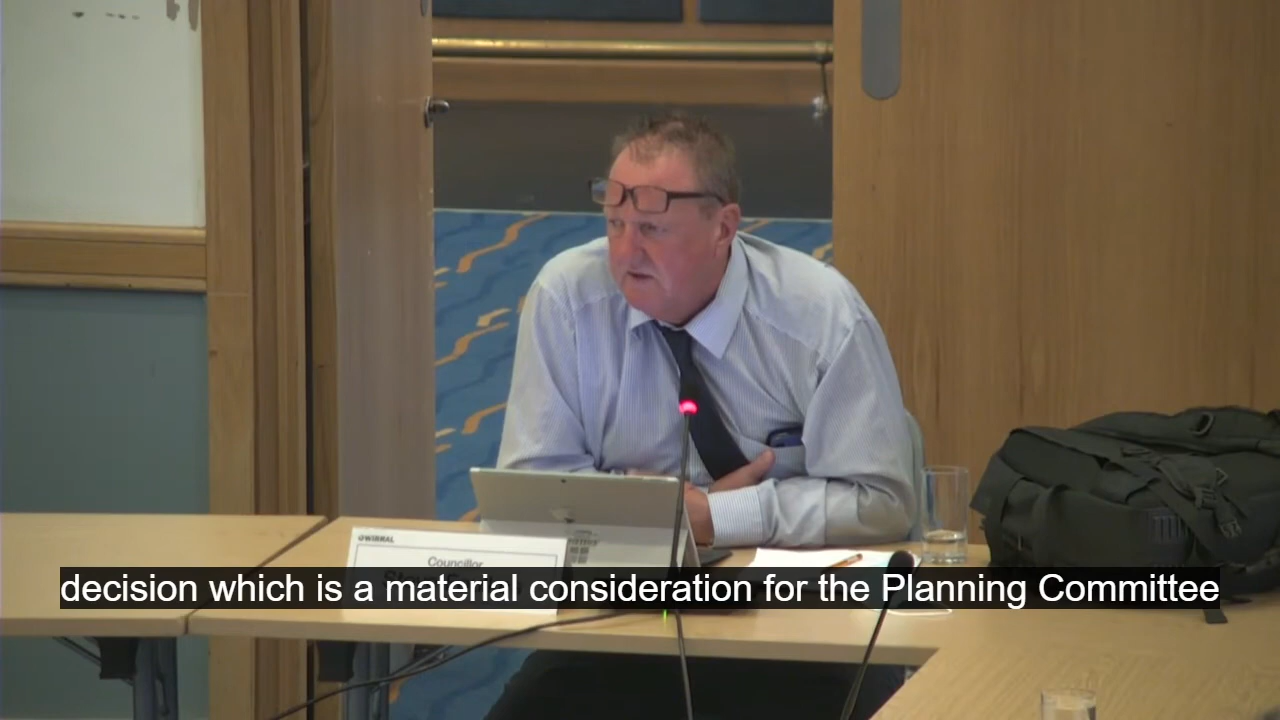 WIRRAL
Councillor
decision which is a material consideration for the Planning Committee